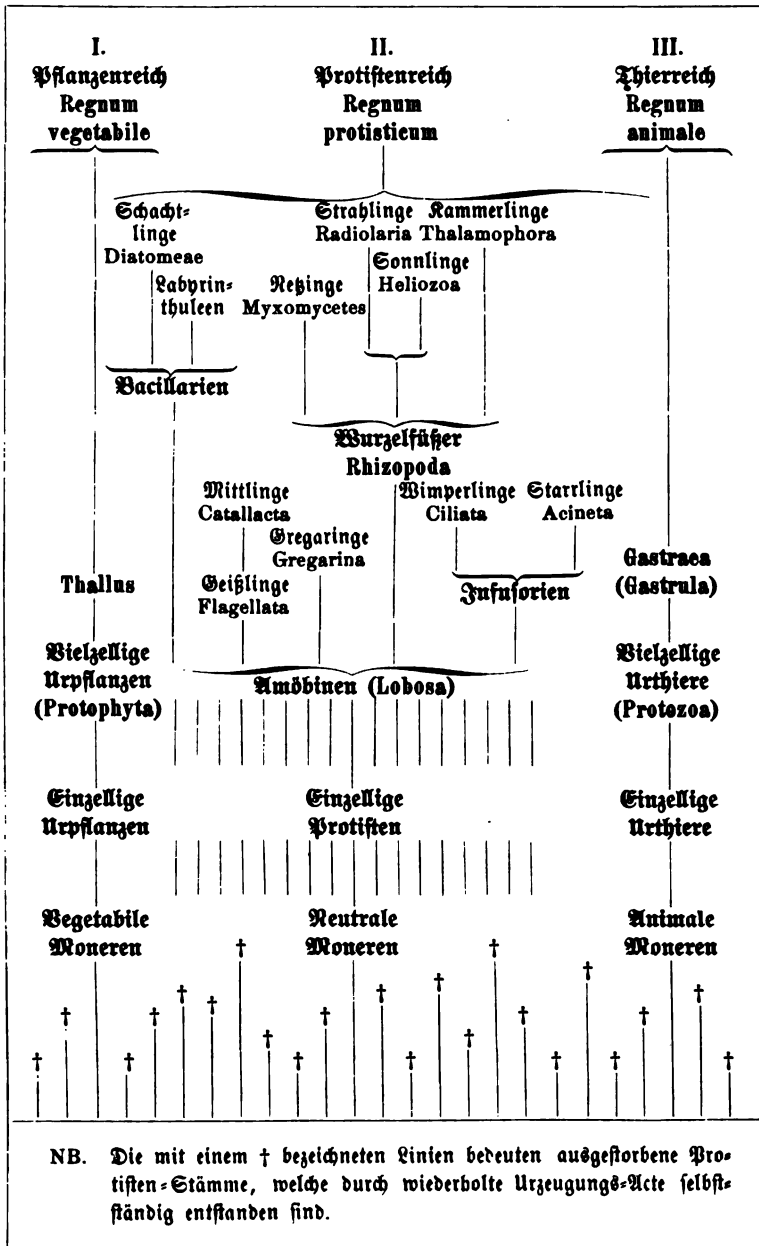 I.
Pflanzenreich
Regnum
vegetabile
II.
Protistenreich
Regnum
protisticum
III.
Thierreich
Regnum
animale
Schacht-
linge
Diatomeae
Strahlinge Kammerlinge
Radiolaria Thalamophora
Labyrin-
thuleen
Netzinge
Myxomycetes
Sonnlinge
Heliozoa
Bacillarien
Wurzelfüßer
Rhizopoda
Mittlinge
Catallacta
Wimperlinge
Ciliata
Starrlinge
Acineta
Gregaringe
Gregarina
Geißlinge
Flagellata
Infusorien
Thallus
Gastraea
(Gastrula)
Vielzellige
Urpflanzen
(Protophyta)
Amöbinen (Lobosa)
Vielzellige
Urthiere
(Protozoa)
Einzellige
Urpflanzen
Einzellige
Protisten
Einzellige
Urthiere
Vegetabile
Moneren
Neutrale
Moneren
Animale
Moneren
† † † † † † † † † † † † † † † † † † † † † †
NB. Die mit einem † bezeichneten Linien bedeuten ausgestorbene Pro-
tisten-Stämme, welche durch wiederholte Urzeugungs-Acte selbst-
ständig entstanden sind.